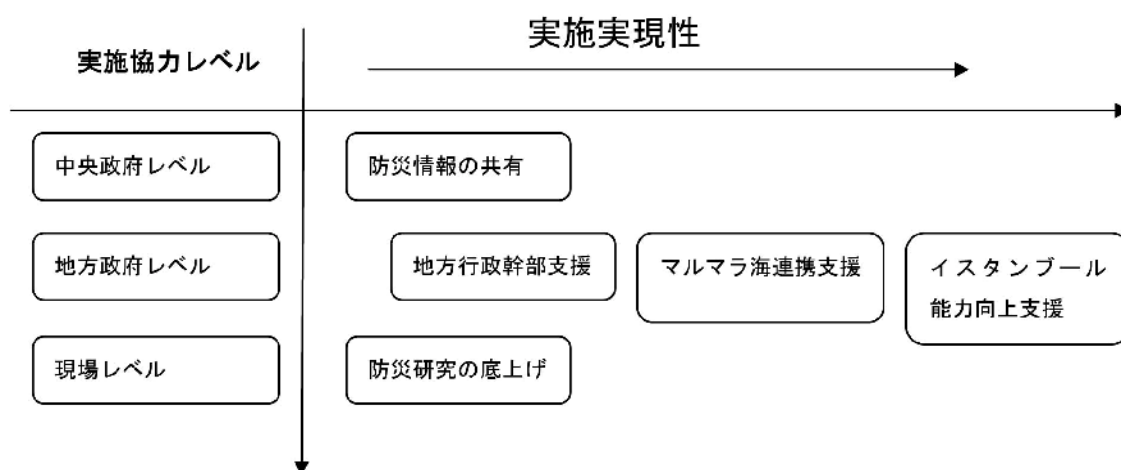 実施実現性
実施協力レベル
中央政府レベル
防災情報の共有
地方政府レベル
地方行政幹部支援
マルマラ海連携支援
イスタンブール
能力向上支援
現場レベル
防災研究の底上げ